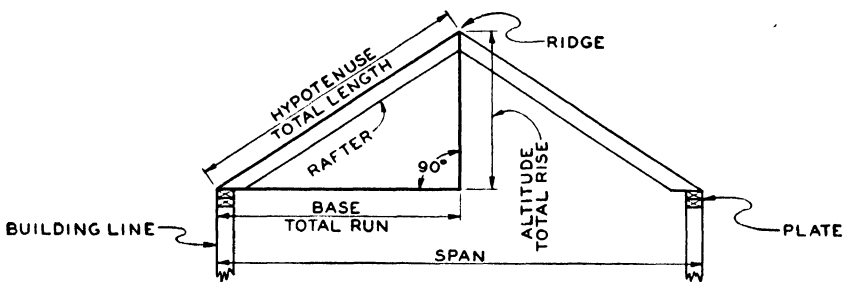 RIDGE
HYPOTENUSE
TOTAL LENGTH
RAFTER
90°
ALTITUDE
TOTAL RISE
BASE
TOTAL RUN
BUILDING LINE
PLATE
SPAN